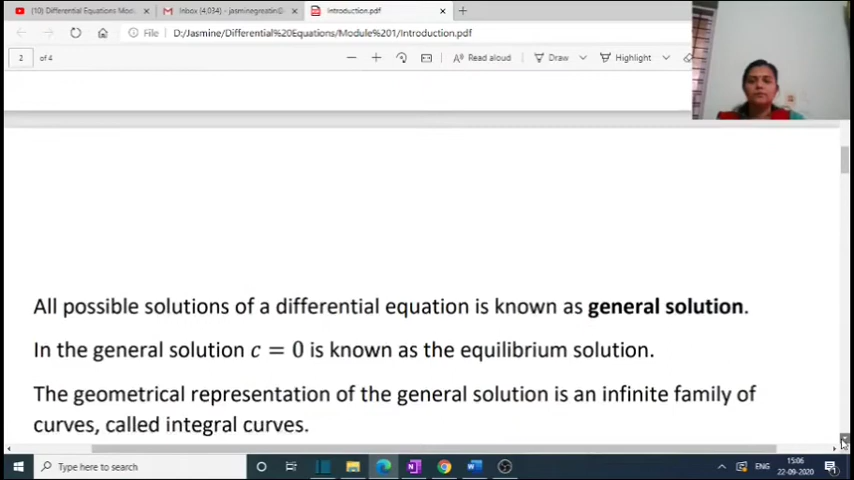 (10) Differential Equations Mod
Inbox (4,034) - jasminegreatin@
Introduction.pdf
File
D:/Jasmine/Differential%20Equations/Module%201/Introduction.pdf
2 of 4
Read aloud
Draw
Highlight
All possible solutions of a differential equation is known as general solution.
In the general solution c = 0 is known as the equilibrium solution.
The geometrical representation of the general solution is an infinite family of
curves, called integral curves.
Type here to search
ENG
15:06
22-09-2020